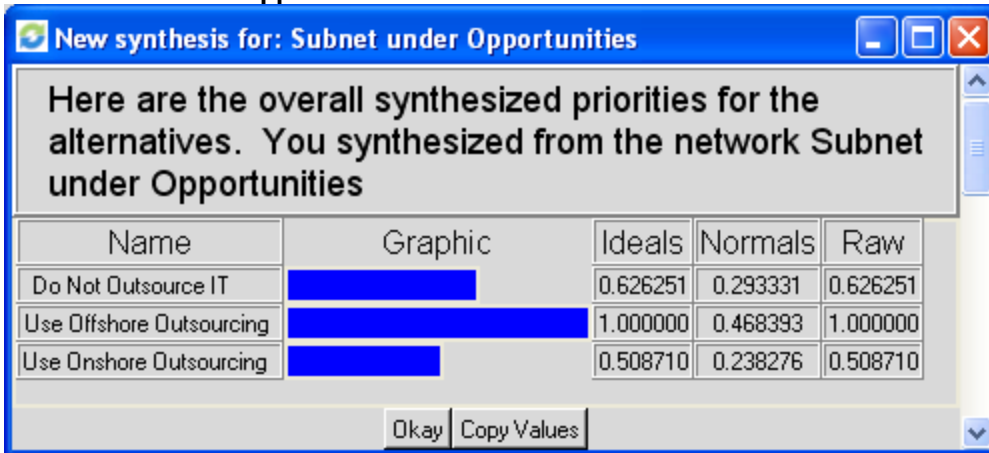 New synthesis for: Subnet under Opportunities
Here are the overall synthesized priorities for the
alternatives. You synthesized from the network Subnet
under Opportunities
Name Graphic Ideals Normals Raw
Do Not Outsource IT 0.626251 0.293331 0.626251
Use Offshore Outsourcing 1.000000 0.468393 1.000000
Use Onshore Outsourcing 0.508710 0.238276 0.508710
Okay Copy Values